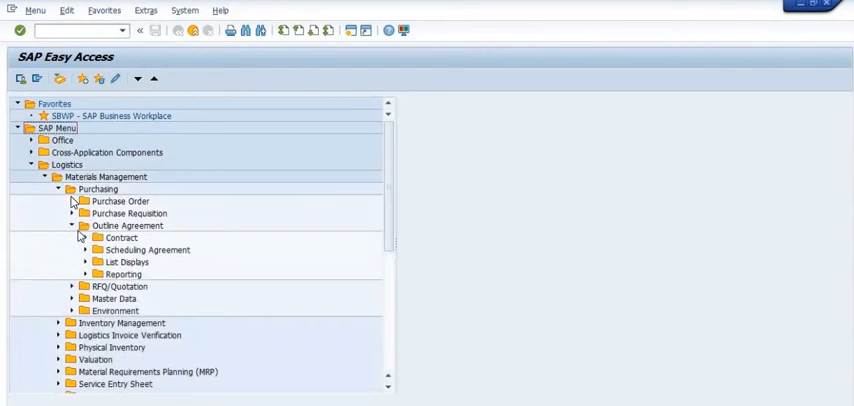 Menu Edit Favorites Extras System Help
SAP Easy Access
Favorites
SBWP - SAP Business Workplace
SAP Menu
Office
Cross-Application Components
Logistics
Materials Management
Purchasing
Purchase Order
Purchase Requisition
Outline Agreement
Contract
Scheduling Agreement
List Displays
Reporting
RFQ/Quotation
Master Data
Environment
Inventory Management
Logistics Invoice Verification
Physical Inventory
Valuation
Material Requirements Planning (MRP)
Service Entry Sheet